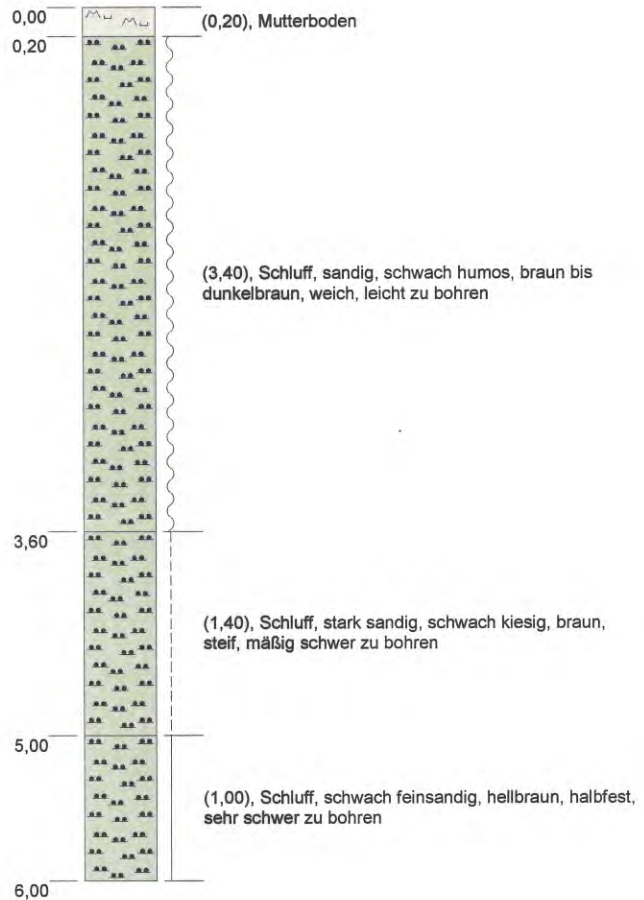 0,00
(0,20), Mutterboden
0,20
(3,40), Schluff, sandig, schwach humos, braun bis
dunkelbraun, weich, leicht zu bohren
3,60
(1,40), Schluff, stark sandig, schwach kiesig, braun,
steif, mäßig schwer zu bohren
5,00
(1,00), Schluff, schwach feinsandig, hellbraun, halbfest,
sehr schwer zu bohren
6,00